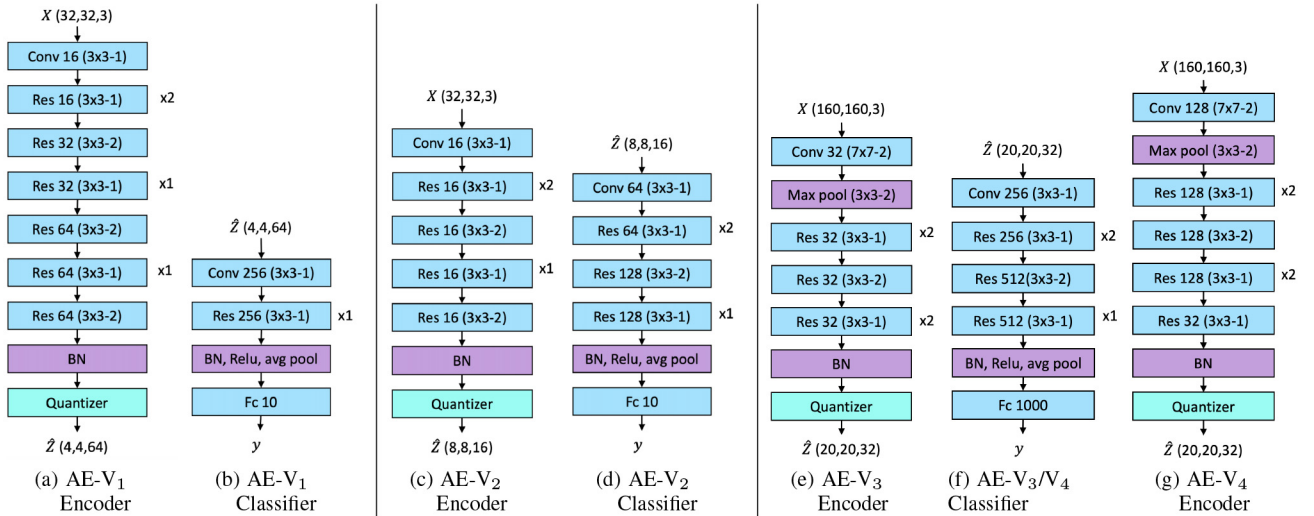 X (32,32,3)
Conv 16 (3x3-1)
Res 16 (3x3-1) x2
Res 32 (3x3-2)
Res 32 (3x3-1) x1
Res 64 (3x3-2)
Res 64 (3x3-1) x1
Res 64 (3x3-2)
BN
Quantizer
Ẑ (4,4,64)
(a) AE-V₁
Encoder
Ẑ (4,4,64)
Conv 256 (3x3-1)
Res 256 (3x3-1) x1
BN, Relu, avg pool
Fc 10
y
(b) AE-V₁
Classifier
X (32,32,3)
Conv 16 (3x3-1)
Res 16 (3x3-1) x2
Res 16 (3x3-2)
Res 16 (3x3-1) x1
Res 16 (3x3-2)
BN
Quantizer
Ẑ (8,8,16)
(c) AE-V₂
Encoder
Ẑ (8,8,16)
Conv 64 (3x3-1)
Res 64 (3x3-1) x2
Res 128 (3x3-2)
Res 128 (3x3-1) x1
BN, Relu, avg pool
Fc 10
y
(d) AE-V₂
Classifier
X (160,160,3)
Conv 32 (7x7-2)
Max pool (3x3-2)
Res 32 (3x3-1) x2
Res 32 (3x3-2)
Res 32 (3x3-1) x2
BN
Quantizer
Ẑ (20,20,32)
(e) AE-V₃
Encoder
Ẑ (20,20,32)
Conv 256 (3x3-1)
Res 256 (3x3-1) x2
Res 512(3x3-2)
Res 512 (3x3-1) x1
BN, Relu, avg pool
Fc 1000
y
(f) AE-V₃/V₄
Classifier
X (160,160,3)
Conv 128 (7x7-2)
Max pool (3x3-2)
Res 128 (3x3-1) x2
Res 128 (3x3-2)
Res 128 (3x3-1) x2
Res 32 (3x3-1)
BN
Quantizer
Ẑ (20,20,32)
(g) AE-V₄
Encoder